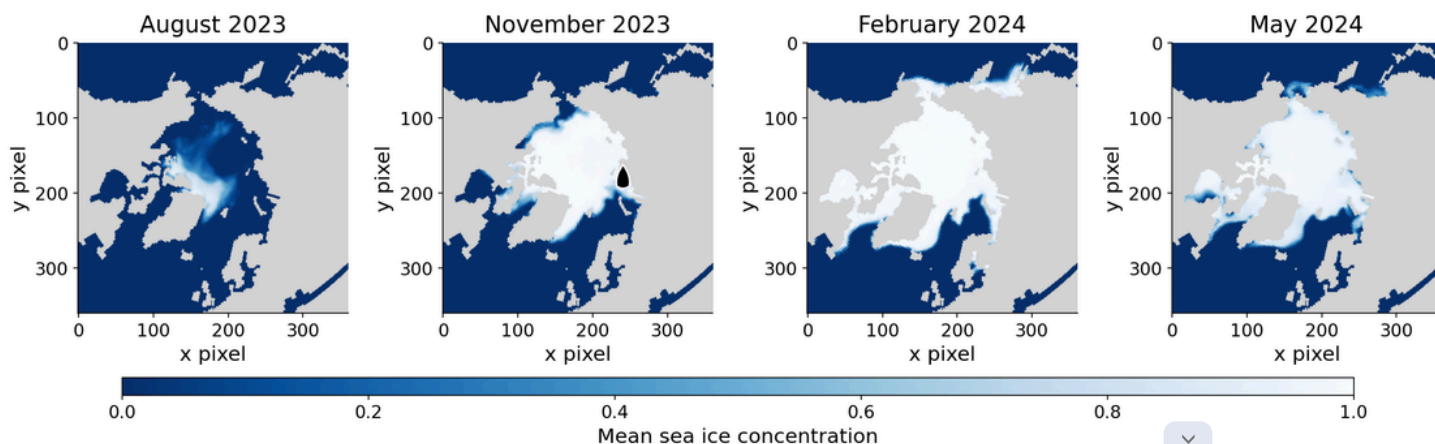 August 2023
November 2023
February 2024
May 2024
0
100
200
300
y pixel
0 100 200 300
x pixel
0
100
200
300
y pixel
0 100 200 300
x pixel
0
100
200
300
y pixel
0 100 200 300
x pixel
0
100
200
300
y pixel
0 100 200 300
x pixel
0.0 0.2 0.4 0.6 0.8 1.0
Mean sea ice concentration